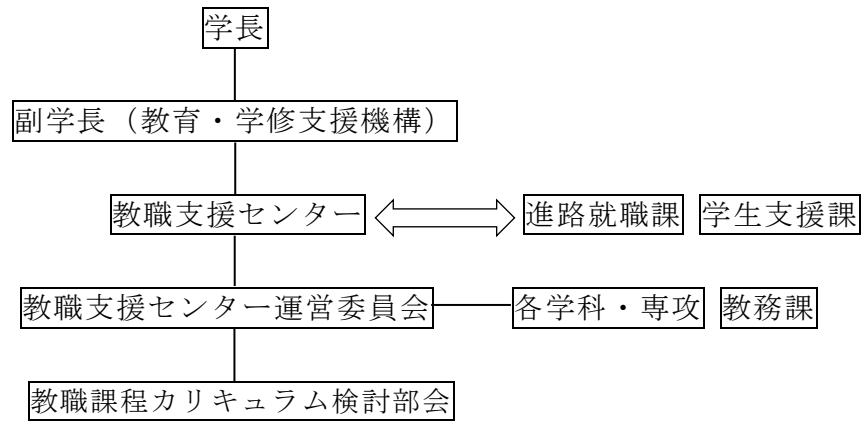 学長
副学長（教育・学修支援機構）
教職支援センター 進路就職課 学生支援課
教職支援センター運営委員会 各学科・専攻 教務課
教職課程カリキュラム検討部会